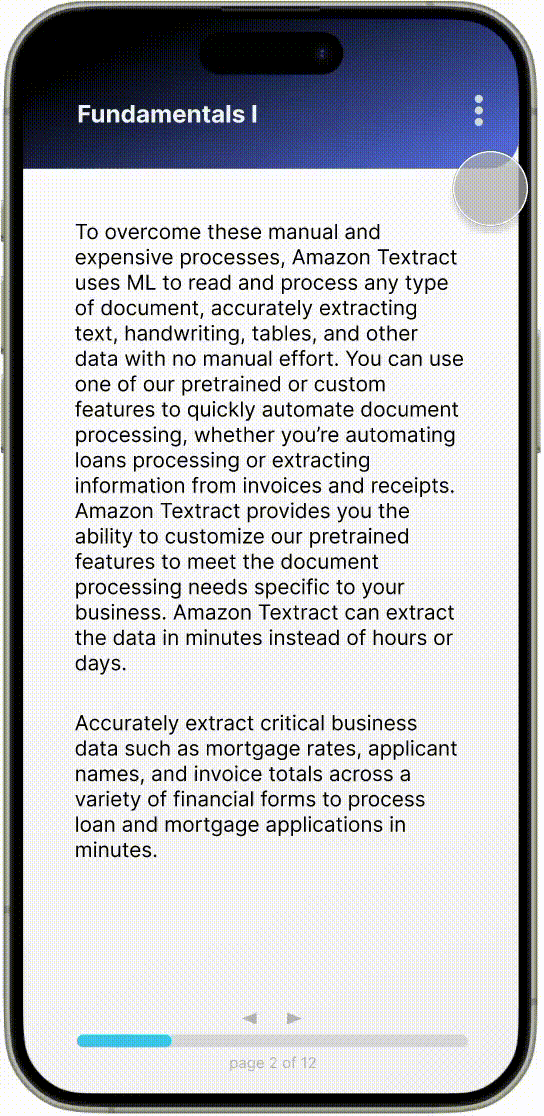 Fundamentals I
To overcome these manual and
expensive processes, Amazon Textract
uses ML to read and process any type
of document, accurately extracting
text, handwriting, tables, and other
data with no manual effort. You can use
one of our pretrained or custom
features to quickly automate document
processing, whether you’re automating
loans processing or extracting
information from invoices and receipts.
Amazon Textract provides you the
ability to customize our pretrained
features to meet the document
processing needs specific to your
business. Amazon Textract can extract
the data in minutes instead of hours or
days.
Accurately extract critical business
data such as mortgage rates, applicant
names, and invoice totals across a
variety of financial forms to process
loan and mortgage applications in
minutes.
page 2 of 12